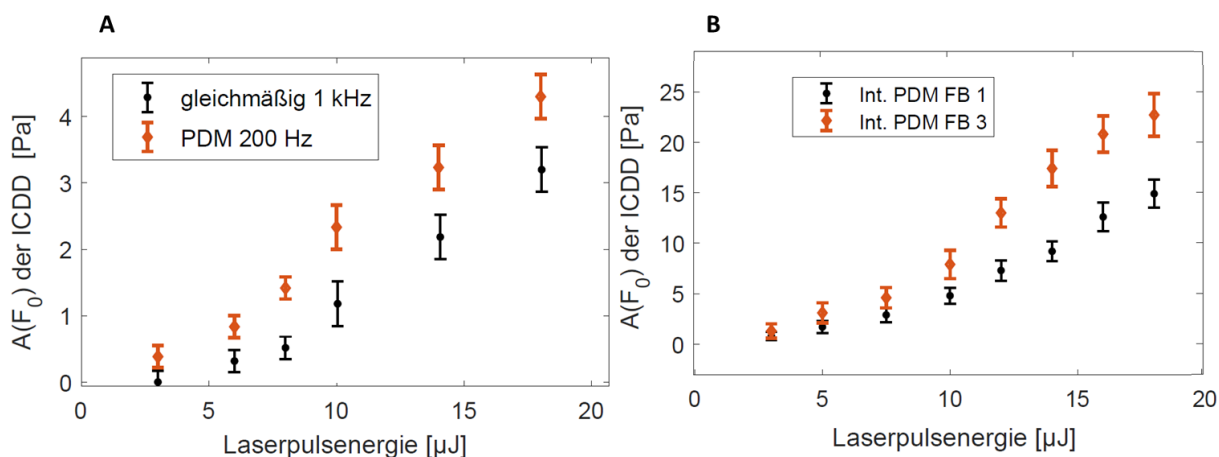 A
gleichmäßig 1 kHz
PDM 200 Hz
A(F0) der ICDD [Pa]
4
3
2
1
0
0 5 10 15 20
Laserpulsenergie [µJ]
B
Int. PDM FB 1
Int. PDM FB 3
A(F0) der ICDD [Pa]
25
20
15
10
5
0
0 5 10 15 20
Laserpulsenergie [µJ]